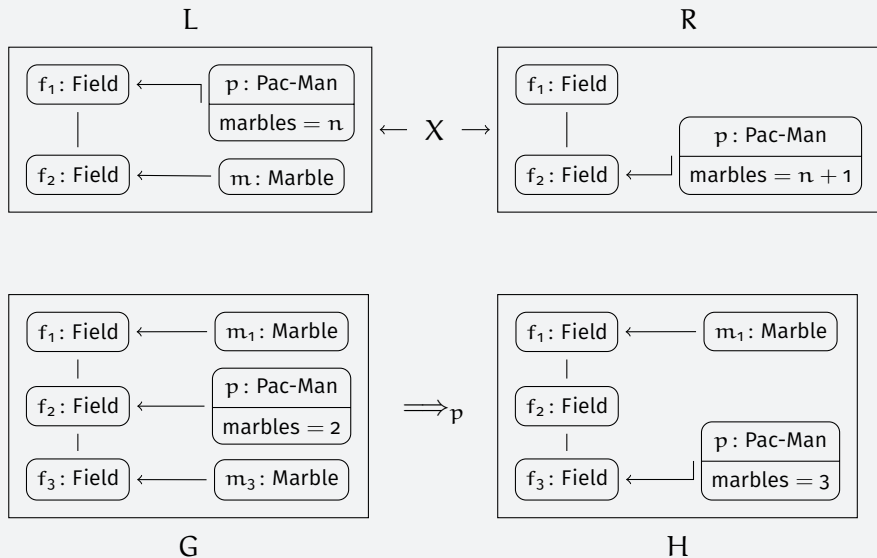 L
R
f₁ : Field
p : Pac-Man
marbles = n
f₂ : Field
m : Marble
← X →
f₁ : Field
p : Pac-Man
f₂ : Field
marbles = n + 1
f₁ : Field
m₁ : Marble
f₂ : Field
p : Pac-Man
marbles = 2
f₃ : Field
m₃ : Marble
⟹ₚ
f₁ : Field
m₁ : Marble
f₂ : Field
p : Pac-Man
f₃ : Field
marbles = 3
G
H